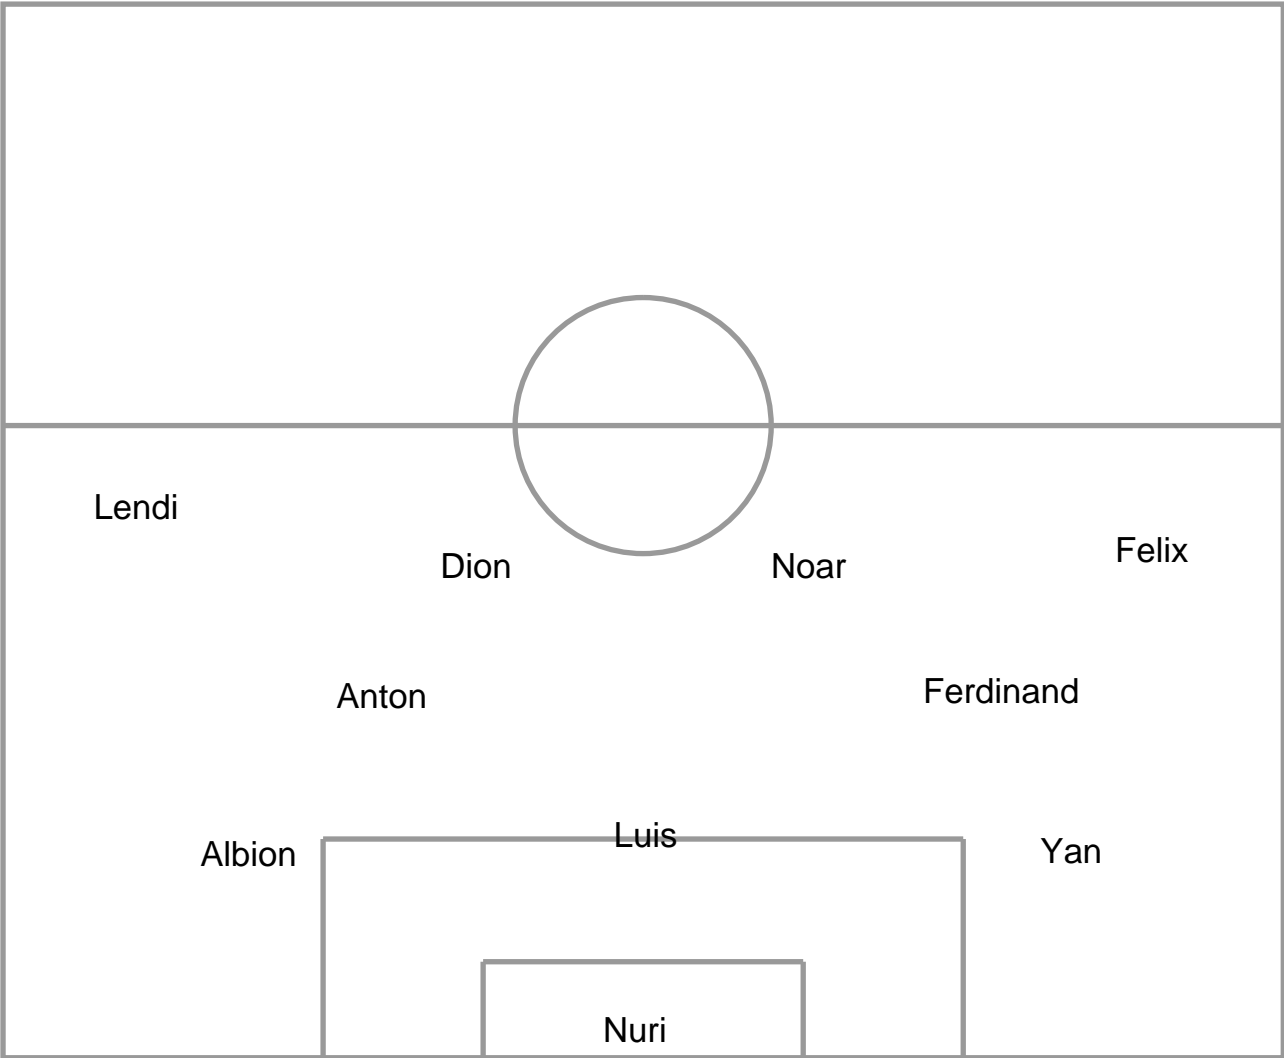 Lendi
Felix
Dion
Noar
Anton
Ferdinand
Luis
Albion
Yan
Nuri